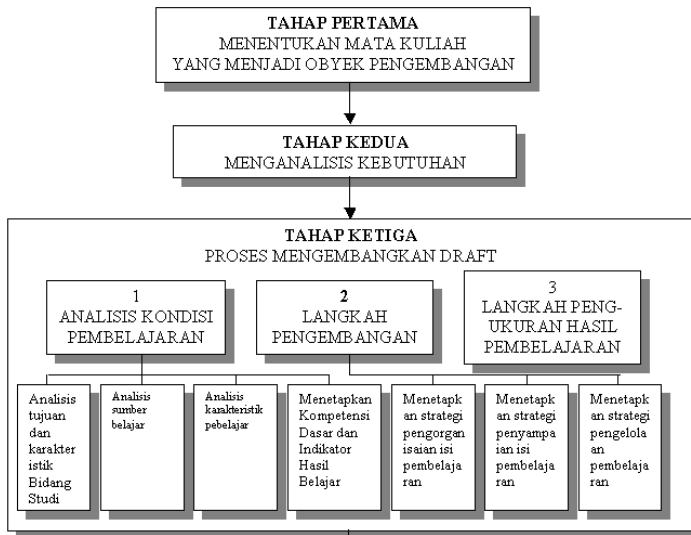 TAHAP PERTAMA
MENENTUKAN MATA KULIAH
YANG MENJADI OBYEK PENGEMBANGAN
TAHAP KEDUA
MENGANALISIS KEBUTUHAN
TAHAP KETIGA
PROSES MENGEMBANGKAN DRAFT
1
ANALISIS KONDISI
PEMBELAJARAN
2
LANGKAH
PENGEMBANGAN
3
LANGKAH PENG-
UKURAN HASIL
PEMBELAJARAN
Analisis
tujuan
dan
karakter
istik
Bidang
Studi
Analisis
sumber
belajar
Analisis
karakteristik
pebelajar
Menetapkan
Kompetensi
Dasar dan
Indikator
Hasil
Belajar
Menetapk
an strategi
pengorgan
isaian isi
pembelaja
ran
Menetapk
an strategi
penyampa
ian isi
pembelaja
ran
Menetapk
an strategi
pengelola
an
pembelaja
ran